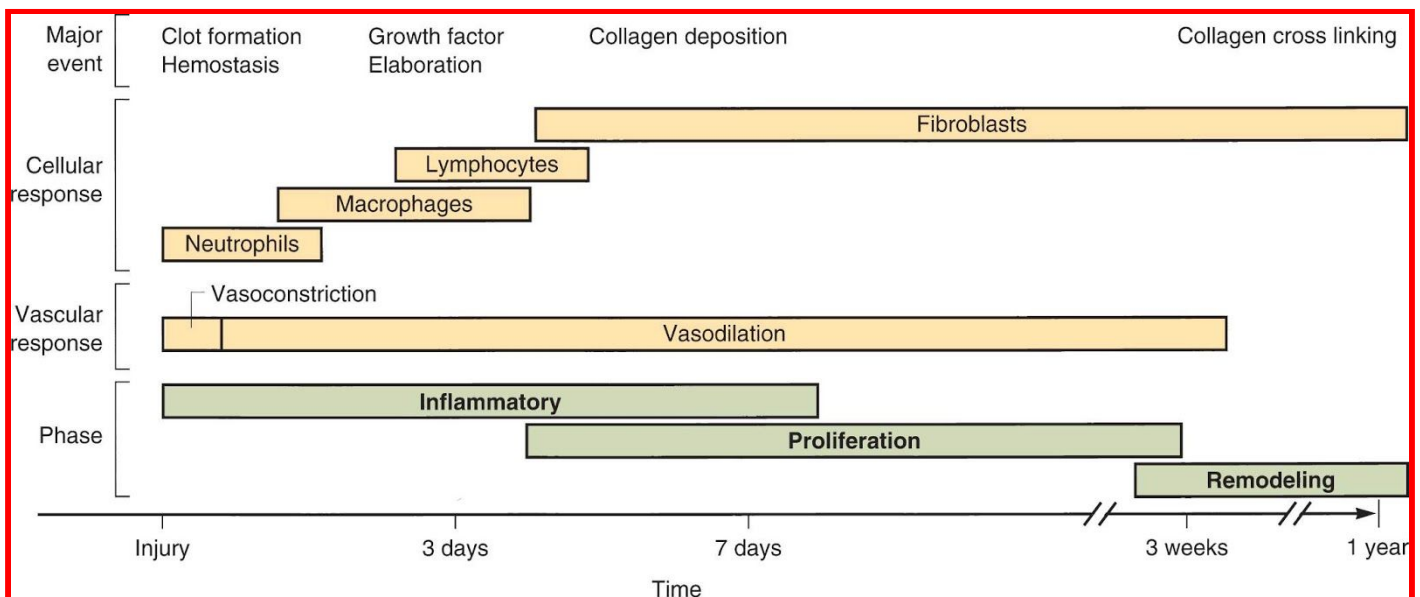 Major event
Clot formation
Hemostasis
Growth factor
Elaboration
Collagen deposition
Collagen cross linking
Cellular response
Fibroblasts
Lymphocytes
Macrophages
Neutrophils
Vascular response
Vasoconstriction
Vasodilation
Phase
Inflammatory
Proliferation
Remodeling
Injury
3 days
7 days
3 weeks
1 year
Time